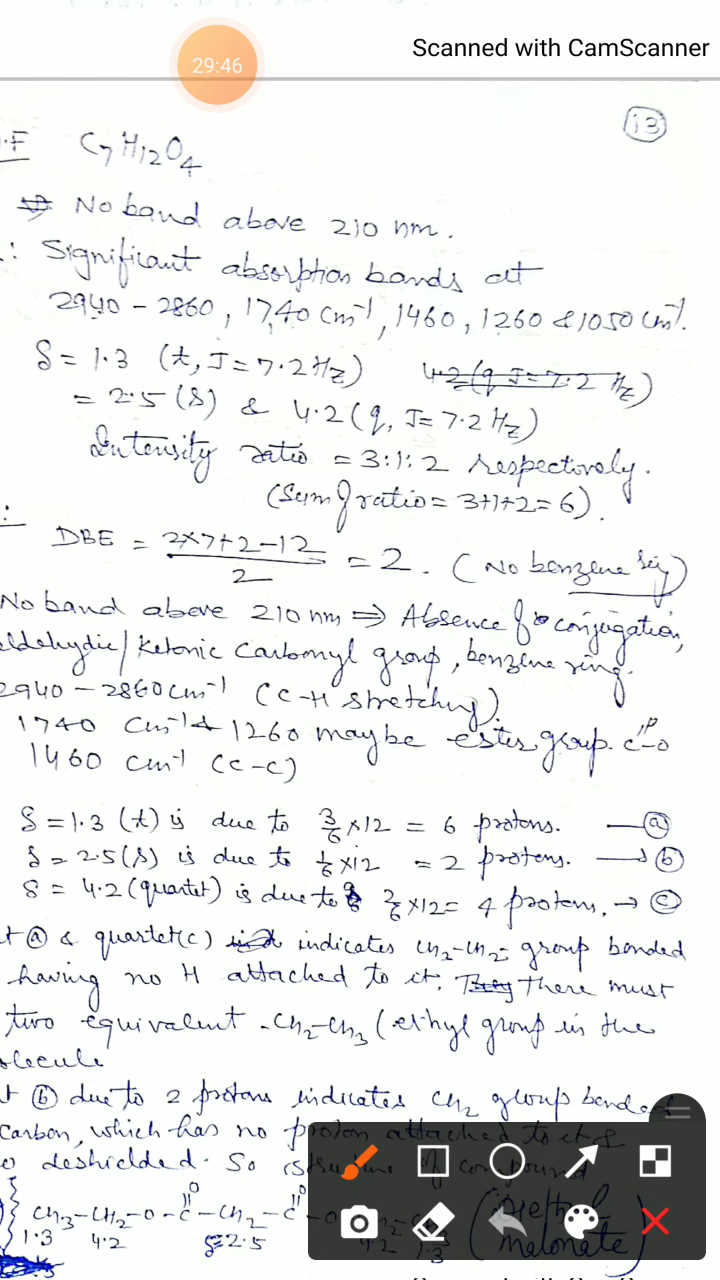 Scanned with CamScanner
29:46
13
.F C7H12O4
No band above 210 nm.
: Significant absorption bands at
2940 - 2860, 1740 cm⁻¹, 1460, 1260 & 1050 cm⁻¹.
δ = 1.3 (t, J = 7.2 Hz) 4.2 (q J = 7.2 Hz)
= 2.5 (s) & 4.2 (q, J = 7.2 Hz)
Intensity ratio = 3:1:2 respectively.
(Sum of ratio = 3+1+2 = 6).
:
DBE = 2×7+2-12 / 2 = 2. (No benzene ring)
No band above 210 nm ⇒ Absence of conjugation,
ldehydic/Ketonic Carbonyl group, benzene ring.
2940 - 2860 cm⁻¹ (C-H stretching).
1740 cm⁻¹ & 1260 may be ester group. C-O
1460 cm⁻¹ (C-C)
δ = 1.3 (t) is due to 3/6 × 12 = 6 protons. — (a)
δ = 2.5 (s) is due to 1/6 × 12 = 2 protons. → (b)
δ = 4.2 (quartet) is due to 2/6 × 12 = 4 protons. → (c)
t (a) & quartet (c) indicates CH2-CH2- group bonded
having no H attached to it. There must
two equivalent -CH2-CH3 (ethyl group in the
olecule
t (b) due to 2 protons indicates CH2 group bonded
Carbon, which has no proton attached to it &
deshielded. So
CH3-CH2-O-C-CH2-C-O
O O
1.3 4.2 δ=2.5
(Diethyl
malonate)